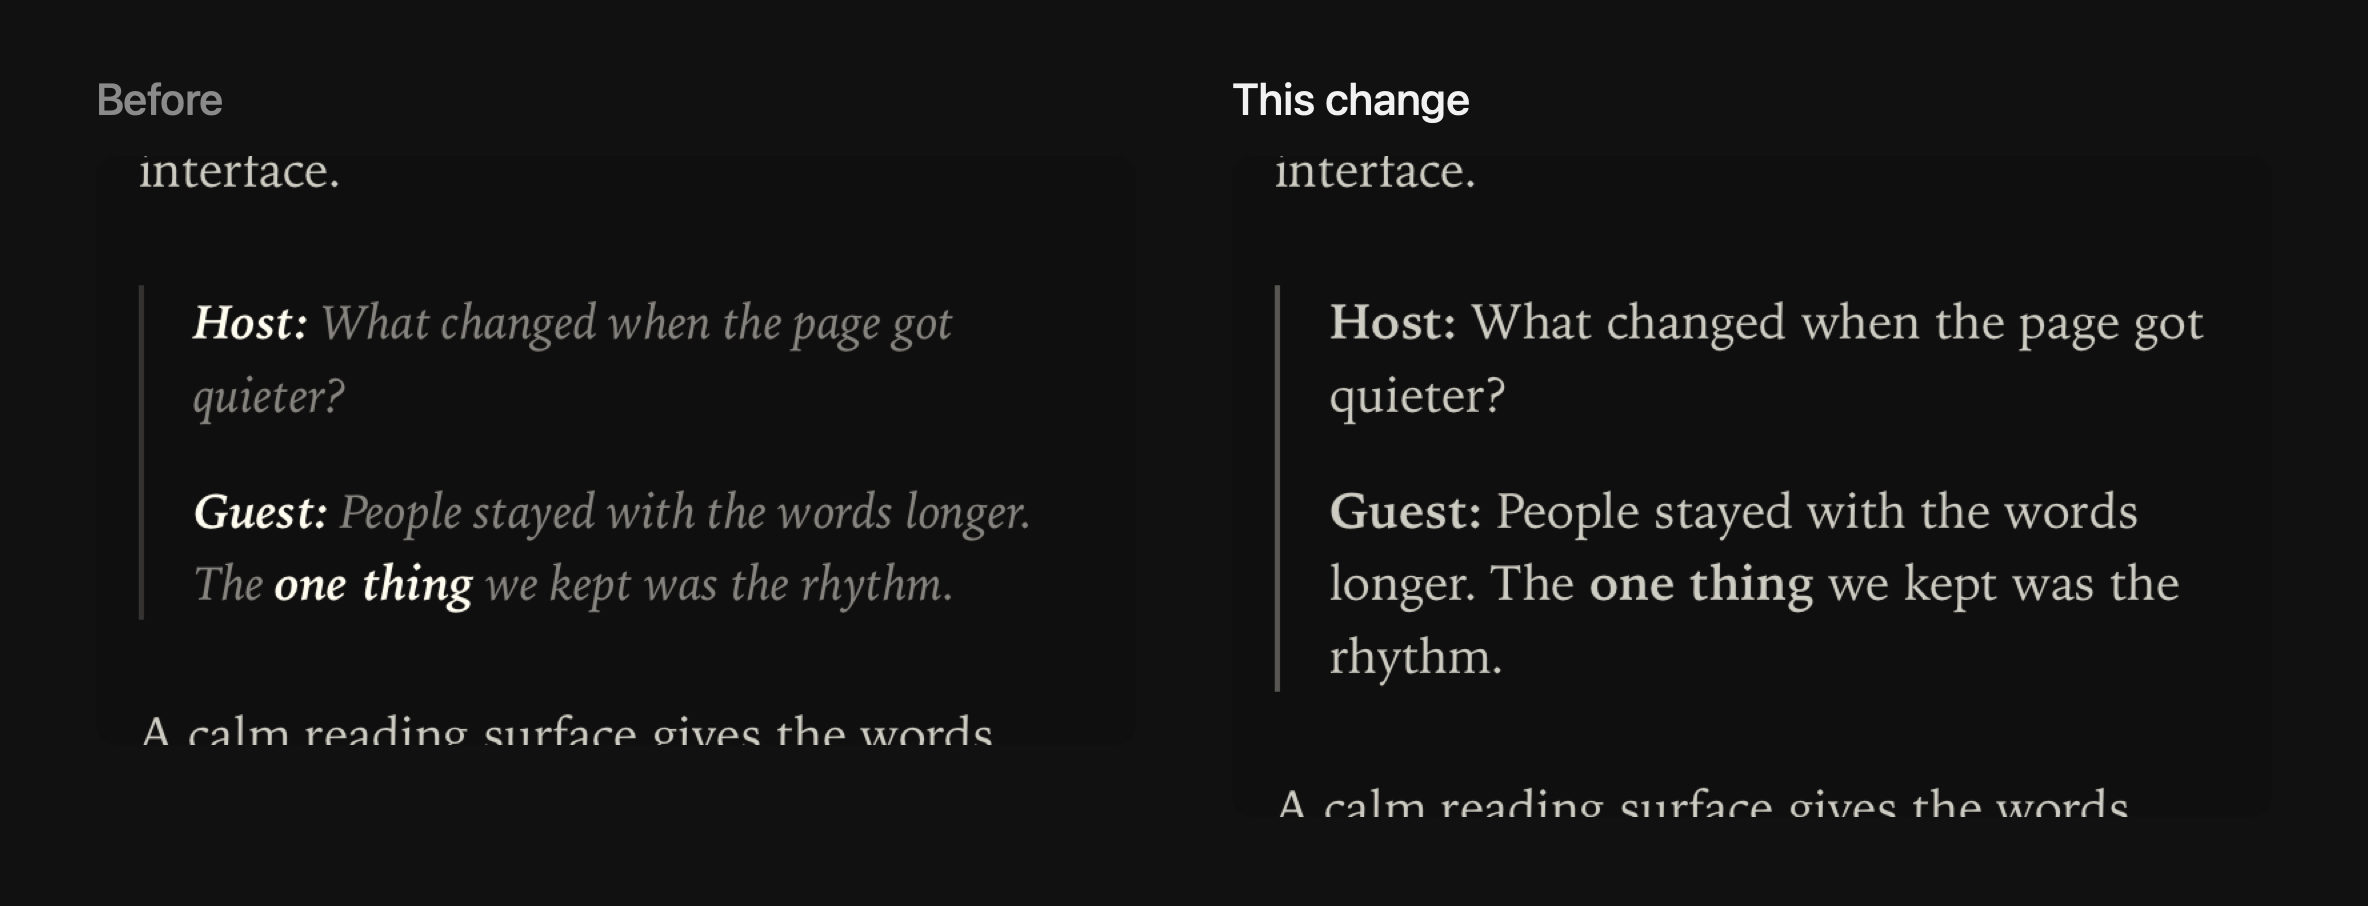 Before
interface.
Host: What changed when the page got
quieter?
Guest: People stayed with the words longer.
The one thing we kept was the rhythm.
A calm reading surface gives the words
This change
interface.
Host: What changed when the page got
quieter?
Guest: People stayed with the words
longer. The one thing we kept was the
rhythm.
A calm reading surface gives the words